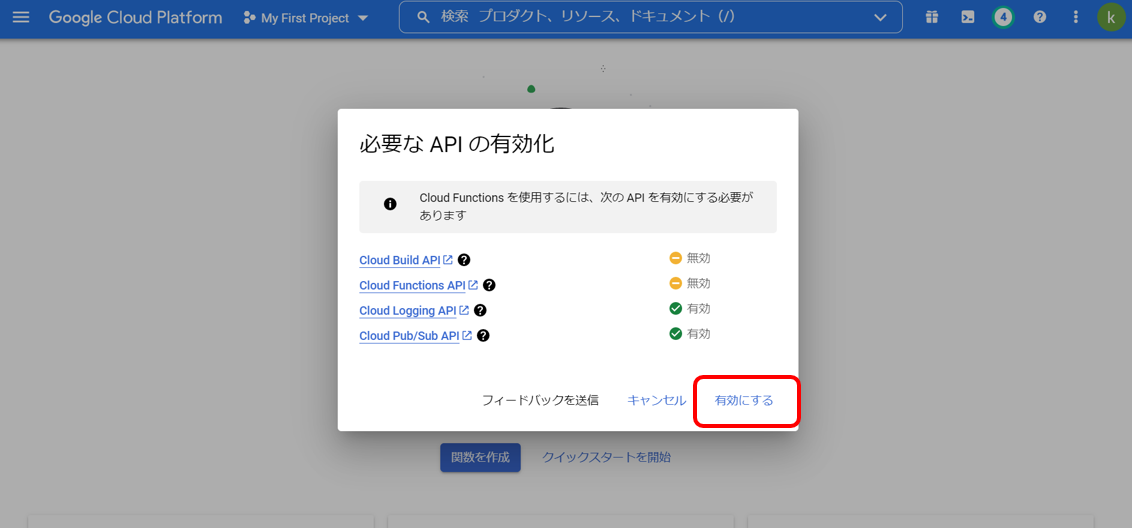 Google Cloud Platform
My First Project
検索 プロダクト、リソース、ドキュメント (/)
4
k
必要な API の有効化
Cloud Functions を使用するには、次の API を有効にする必要が
あります
Cloud Build API 無効
Cloud Functions API 無効
Cloud Logging API 有効
Cloud Pub/Sub API 有効
フィードバックを送信 キャンセル 有効にする
関数を作成 クイックスタートを開始